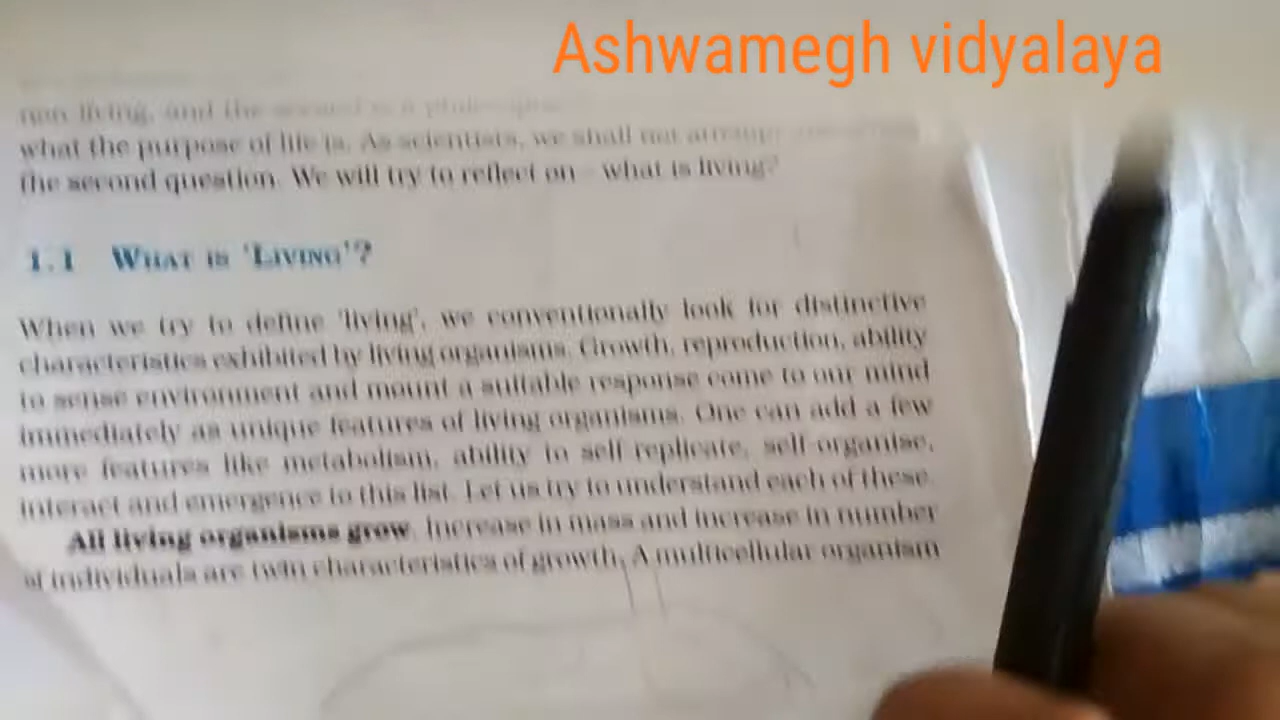 Ashwamegh vidyalaya
non living, and the second is a
what the purpose of life is. As scientists, we shall not attempt
the second question. We will try to reflect on – what is living?
1.1 WHAT IS 'LIVING'?
When we try to define 'living', we conventionally look for distinctive
characteristics exhibited by living organisms. Growth, reproduction, ability
to sense environment and mount a suitable response come to our mind
immediately as unique features of living organisms. One can add a few
more features like metabolism, ability to self-replicate, self-organise,
interact and emergence to this list. Let us try to understand each of these.
All living organisms grow. Increase in mass and increase in number
of individuals are twin characteristics of growth. A multicellular organism